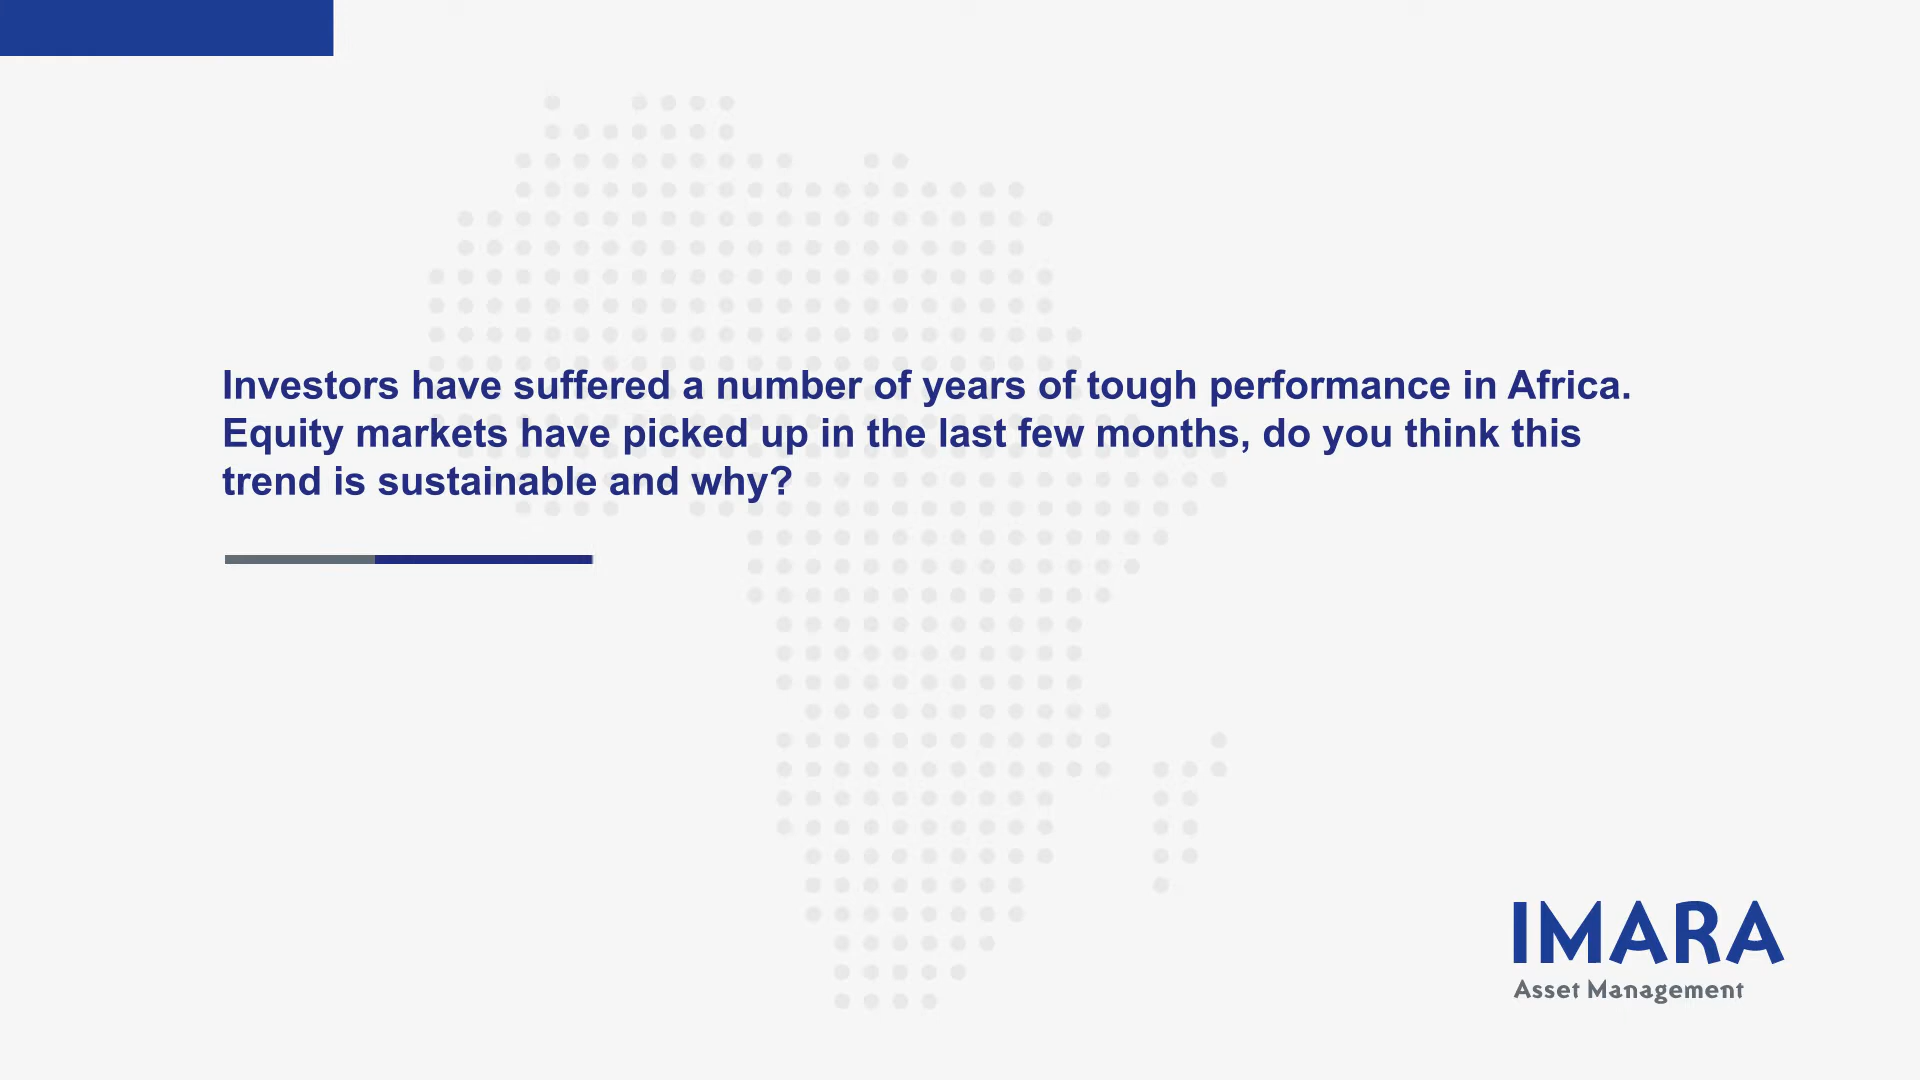 Investors have suffered a number of years of tough performance in Africa.
Equity markets have picked up in the last few months, do you think this
trend is sustainable and why?
IMARA
Asset Management